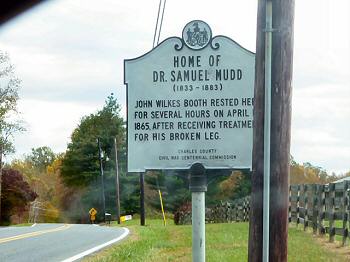 HOME OF
DR. SAMUEL MUDD
(1833 - 1883)
JOHN WILKES BOOTH RESTED HE
FOR SEVERAL HOURS ON APRIL
1865, AFTER RECEIVING TREATME
FOR HIS BROKEN LEG.
CHARLES COUNTY
CIVIL WAR CENTENNIAL COMMISSION